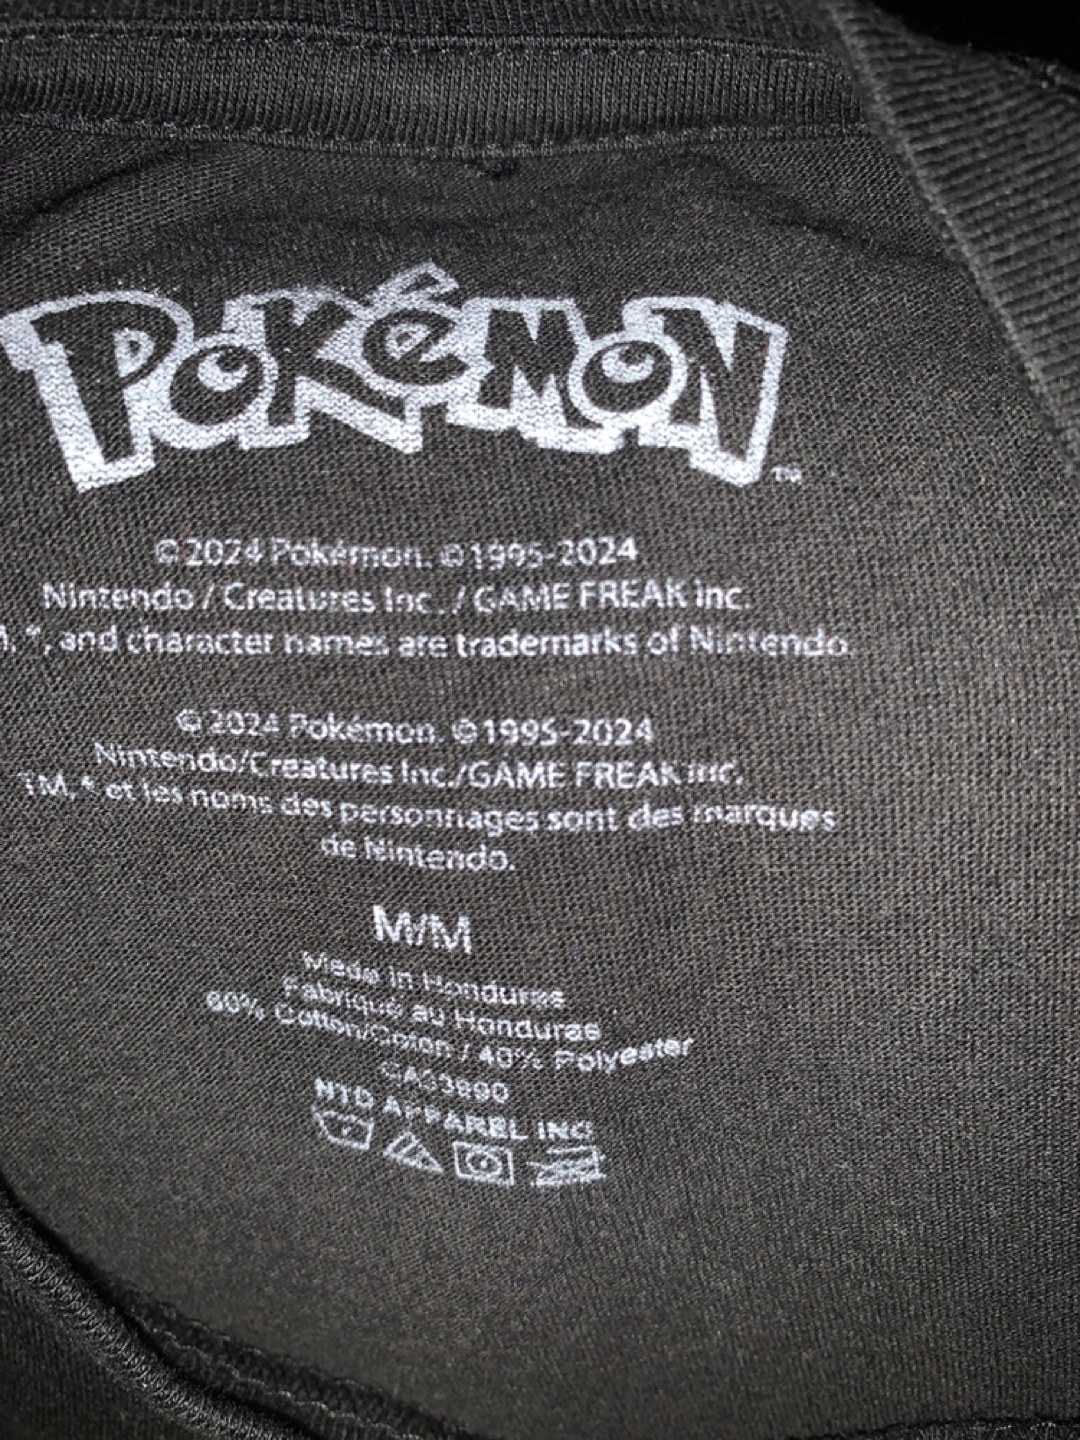 POKéMON™
©2024 Pokémon. ©1995-2024
Nintendo / Creatures Inc. / GAME FREAK inc.
, and character names are trademarks of Nintendo.
© 2024 Pokémon. ©1995-2024
Nintendo/Creatures Inc./GAME FREAK inc.
TM,® et les noms des personnages sont des marques
de Nintendo.
M/M
Made in Honduras
Fabriqué au Honduras
60% Cotton/Coton / 40% Polyester
NTD APPAREL INC